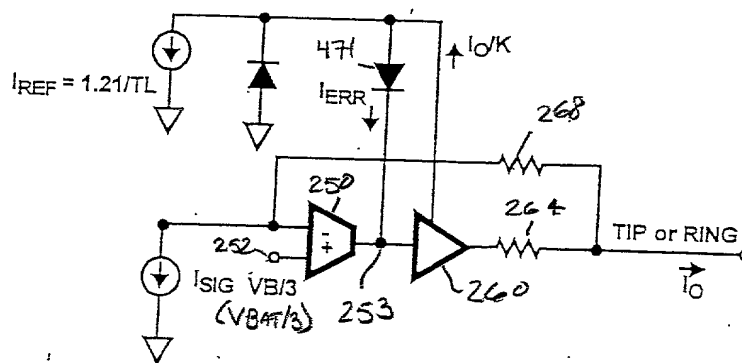 471
I_O/K
I_REF = 1.21/TL
I_ERR
268
250
264
TIP or RING
252
I_SIG VB/3
(VBAT/3)
253
260
I_O
- +